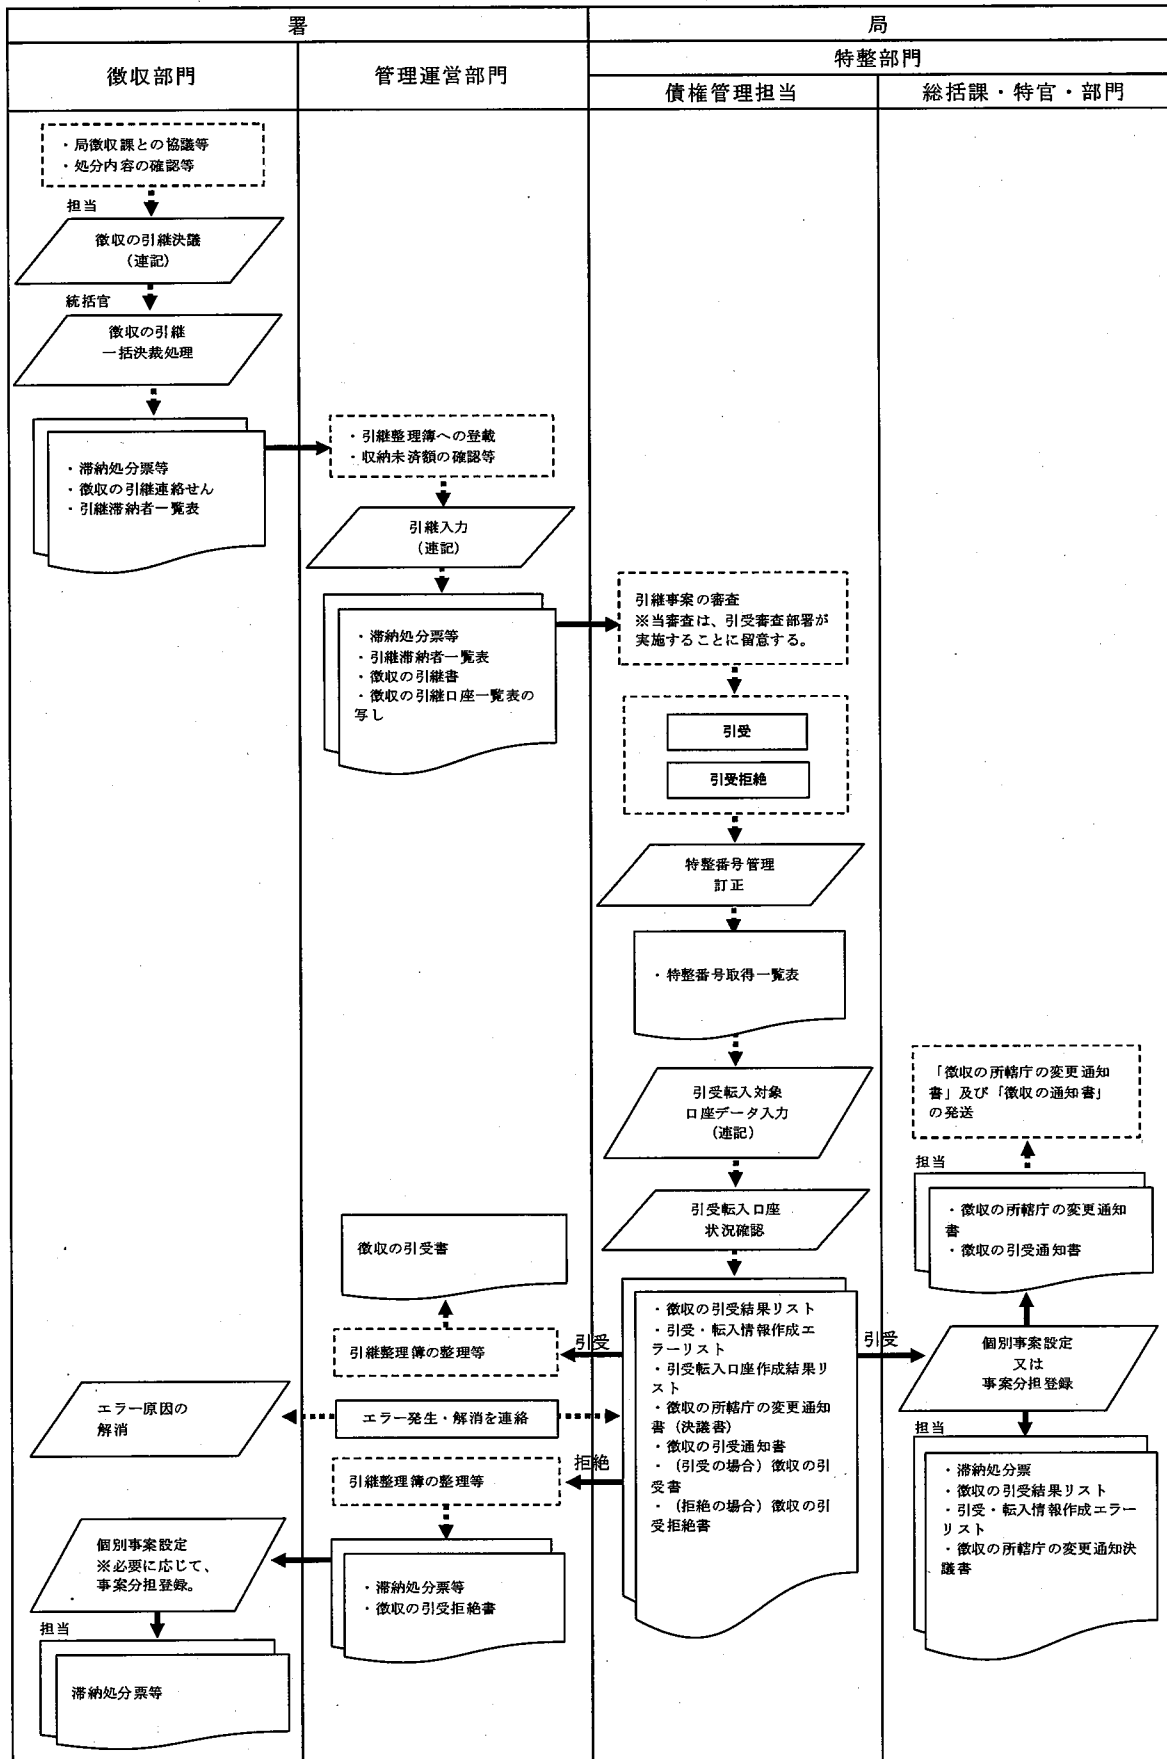 署
局
徴収部門
管理運営部門
特整部門
債権管理担当
総括課・特官・部門
・局徴収課との協議等
・処分内容の確認等
担当
徴収の引継決議
（連記）
統括官
徴収の引継
一括決裁処理
・滞納処分票等
・徴収の引継連絡せん
・引継滞納者一覧表
・引継整理簿への登載
・収納未済額の確認等
引継入力
（連記）
・滞納処分票等
・引継滞納者一覧表
・徴収の引継書
・徴収の引継口座一覧表の
写し
引継事案の審査
※当審査は、引受審査部署が
実施することに留意する。
引受
引受拒絶
特整番号管理
訂正
・特整番号取得一覧表
引受転入対象
口座データ入力
（連記）
引受転入口座
状況確認
・徴収の引受結果リスト
・引受・転入情報作成エ
ラーリスト
・引受転入口座作成結果リ
スト
・徴収の所轄庁の変更通知
書（決議書）
・徴収の引受通知書
・（引受の場合）徴収の引
受書
・（拒絶の場合）徴収の引
受拒絶書
「徴収の所轄庁の変更通知
書」及び「徴収の通知書」
の発送
担当
・徴収の所轄庁の変更通知
書
・徴収の引受通知書
引受
個別事案設定
又は
事案分担登録
担当
・滞納処分票
・徴収の引受結果リスト
・引受・転入情報作成エラー
リスト
・徴収の所轄庁の変更通知決
議書
徴収の引受書
引受
引継整理簿の整理等
エラー発生・解消を連絡
エラー原因の
解消
拒絶
引継整理簿の整理等
・滞納処分票等
・徴収の引受拒絶書
個別事案設定
※必要に応じて、
事案分担登録。
担当
滞納処分票等